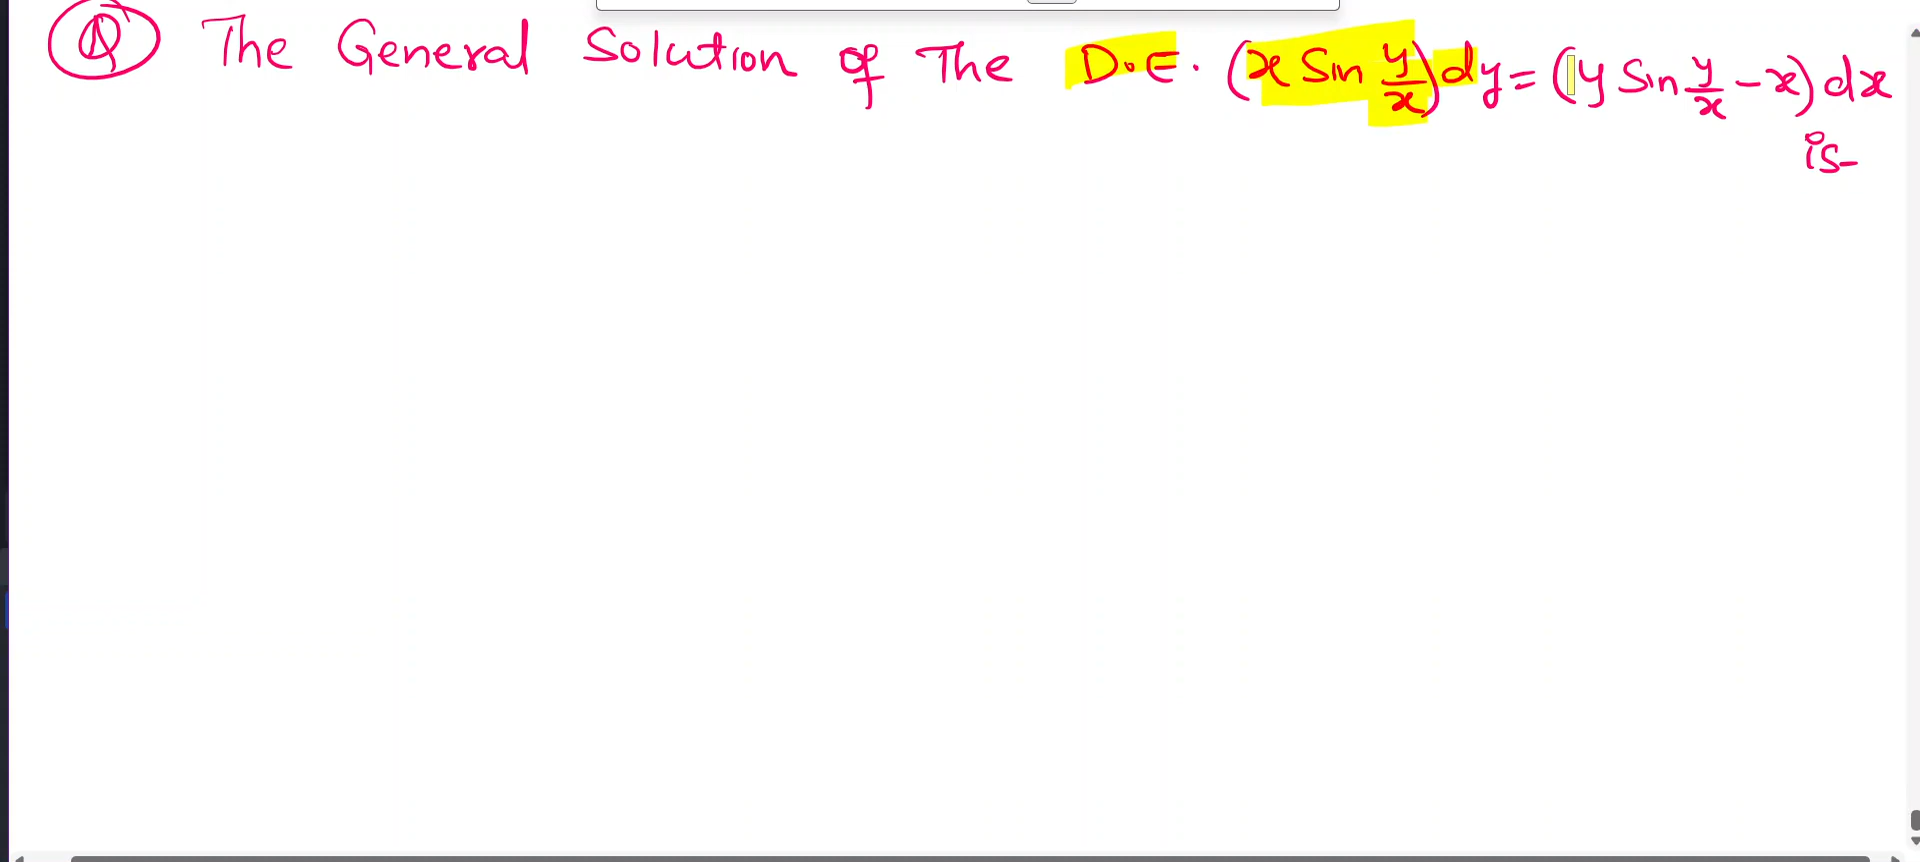 Q The General Solution of The D.E. (x Sin y/x) dy = (y Sin y/x - x) dx
is-